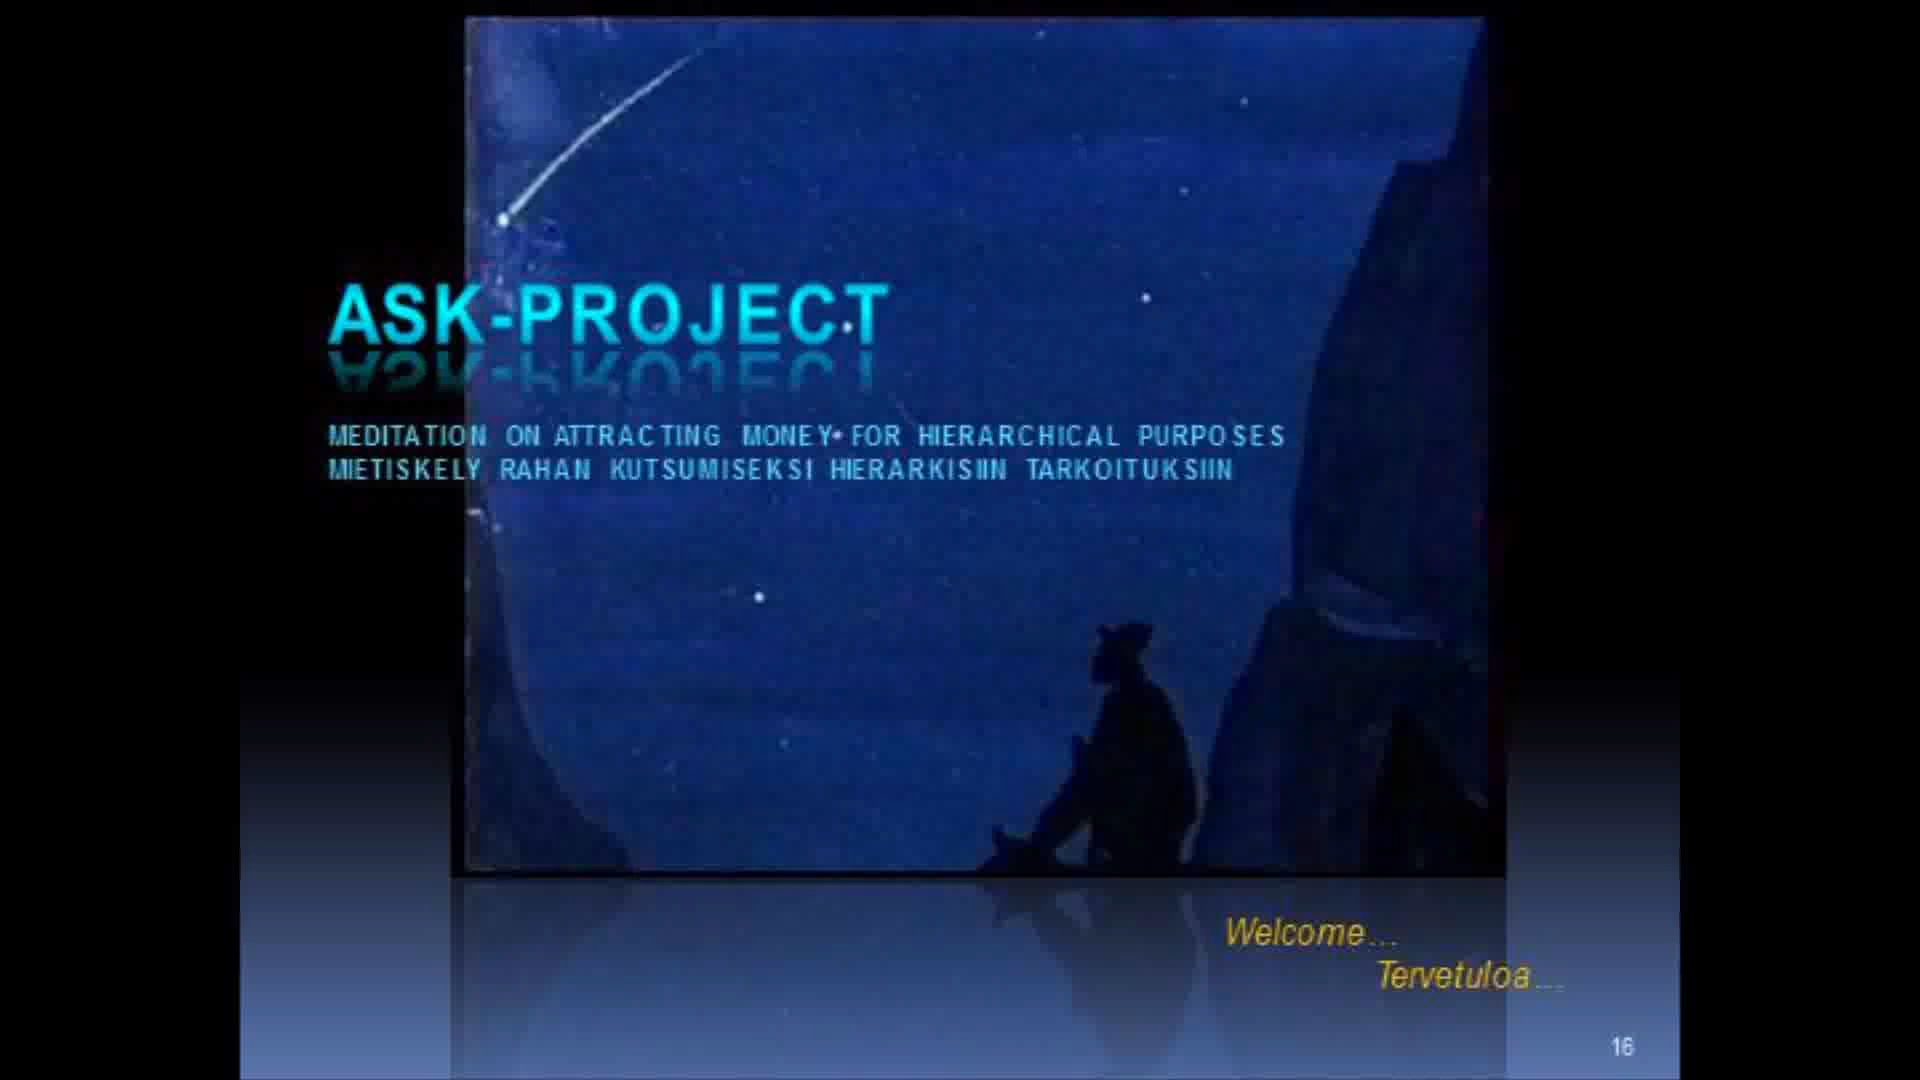 ASK-PROJECT
MEDITATION ON ATTRACTING MONEY FOR HIERARCHICAL PURPOSES
MIETISKELY RAHAN KUTSUMISEKSI HIERARKISIIN TARKOITUKSIIN
Welcome...
Tervetuloa...
16